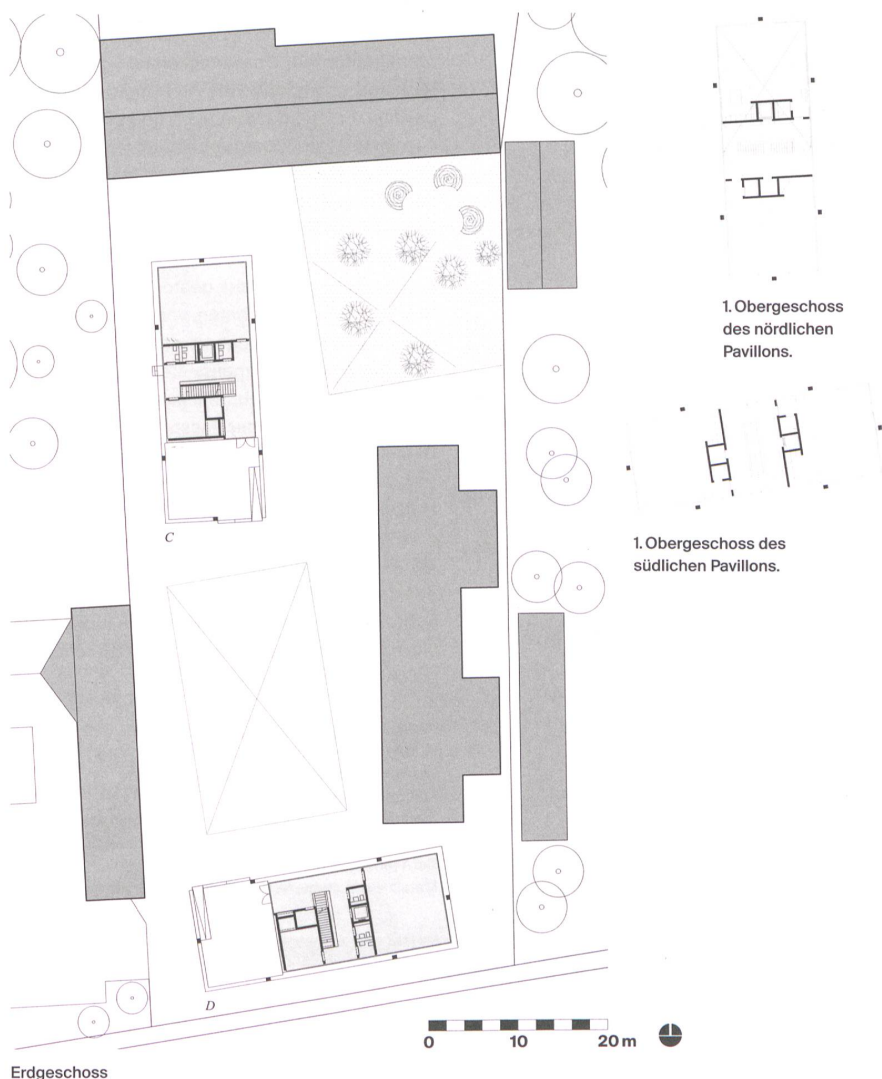 1. Obergeschoss
des nördlichen
Pavillons.
1. Obergeschoss des
südlichen Pavillons.
C
D
0 10 20 m
Erdgeschoss